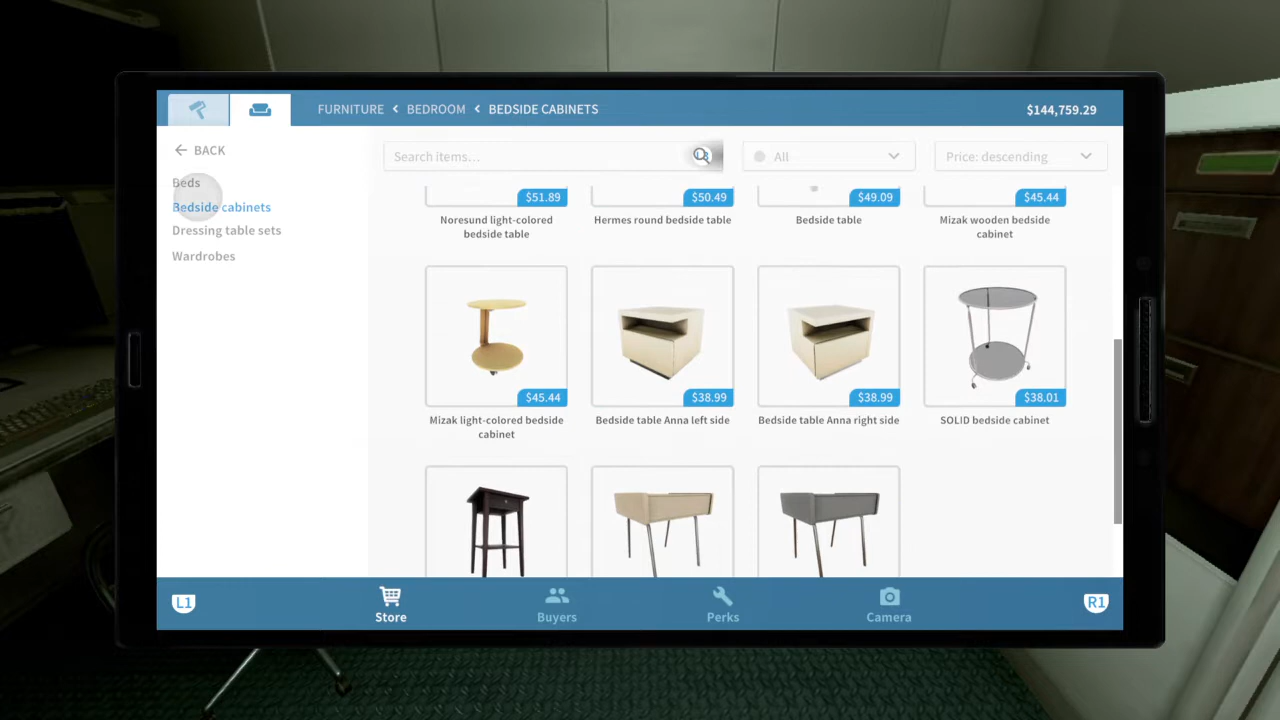 FURNITURE < BEDROOM < BEDSIDE CABINETS
$144,759.29
BACK
Search items...
All
Price: descending
Beds
Bedside cabinets
Dressing table sets
Wardrobes
$51.89
$50.49
$49.09
$45.44
Noresund light-colored
bedside table
Hermes round bedside table
Bedside table
Mizak wooden bedside
cabinet
$45.44
$38.99
$38.99
$38.01
Mizak light-colored bedside
cabinet
Bedside table Anna left side
Bedside table Anna right side
SOLID bedside cabinet
L1
Store
Buyers
Perks
Camera
R1